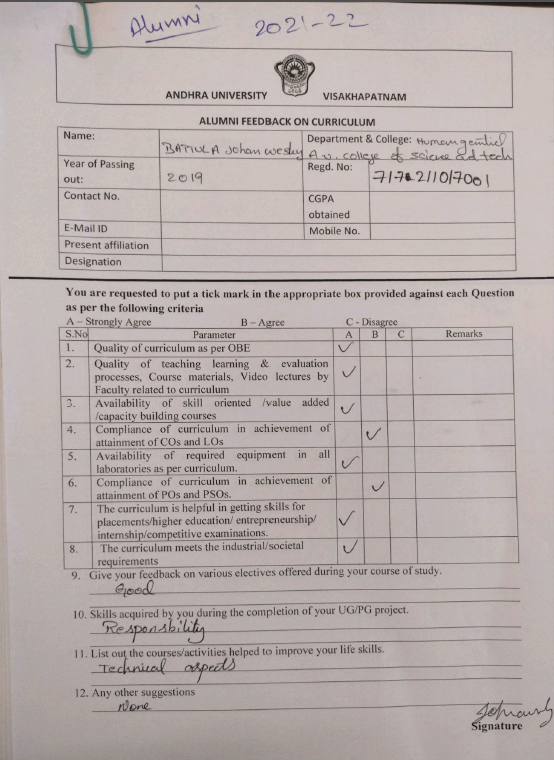 Alumni 2021-22
ANDHRA UNIVERSITY VISAKHAPATNAM
ALUMNI FEEDBACK ON CURRICULUM
Name: BATTULA Johan wesley Department & College: Human genetics
A.U. college of science and tech
Year of Passing out: 2019 Regd. No:
Contact No. CGPA obtained
E-Mail ID Mobile No.
Present affiliation
Designation
You are requested to put a tick mark in the appropriate box provided against each Question
as per the following criteria
A – Strongly Agree B – Agree C - Disagree
S.No Parameter A B C Remarks
1. Quality of curriculum as per OBE ✓
2. Quality of teaching learning & evaluation
processes, Course materials, Video lectures by ✓
Faculty related to curriculum
3. Availability of skill oriented /value added ✓
/capacity building courses
4. Compliance of curriculum in achievement of ✓
attainment of COs and LOs
5. Availability of required equipment in all ✓
laboratories as per curriculum.
6. Compliance of curriculum in achievement of ✓
attainment of POs and PSOs.
7. The curriculum is helpful in getting skills for
placements/higher education/ entrepreneurship/ ✓
internship/competitive examinations.
8. The curriculum meets the industrial/societal ✓
requirements
9. Give your feedback on various electives offered during your course of study.
Good
10. Skills acquired by you during the completion of your UG/PG project.
Responsbility
11. List out the courses/activities helped to improve your life skills.
Technical aspects
12. Any other suggestions
None
Signature